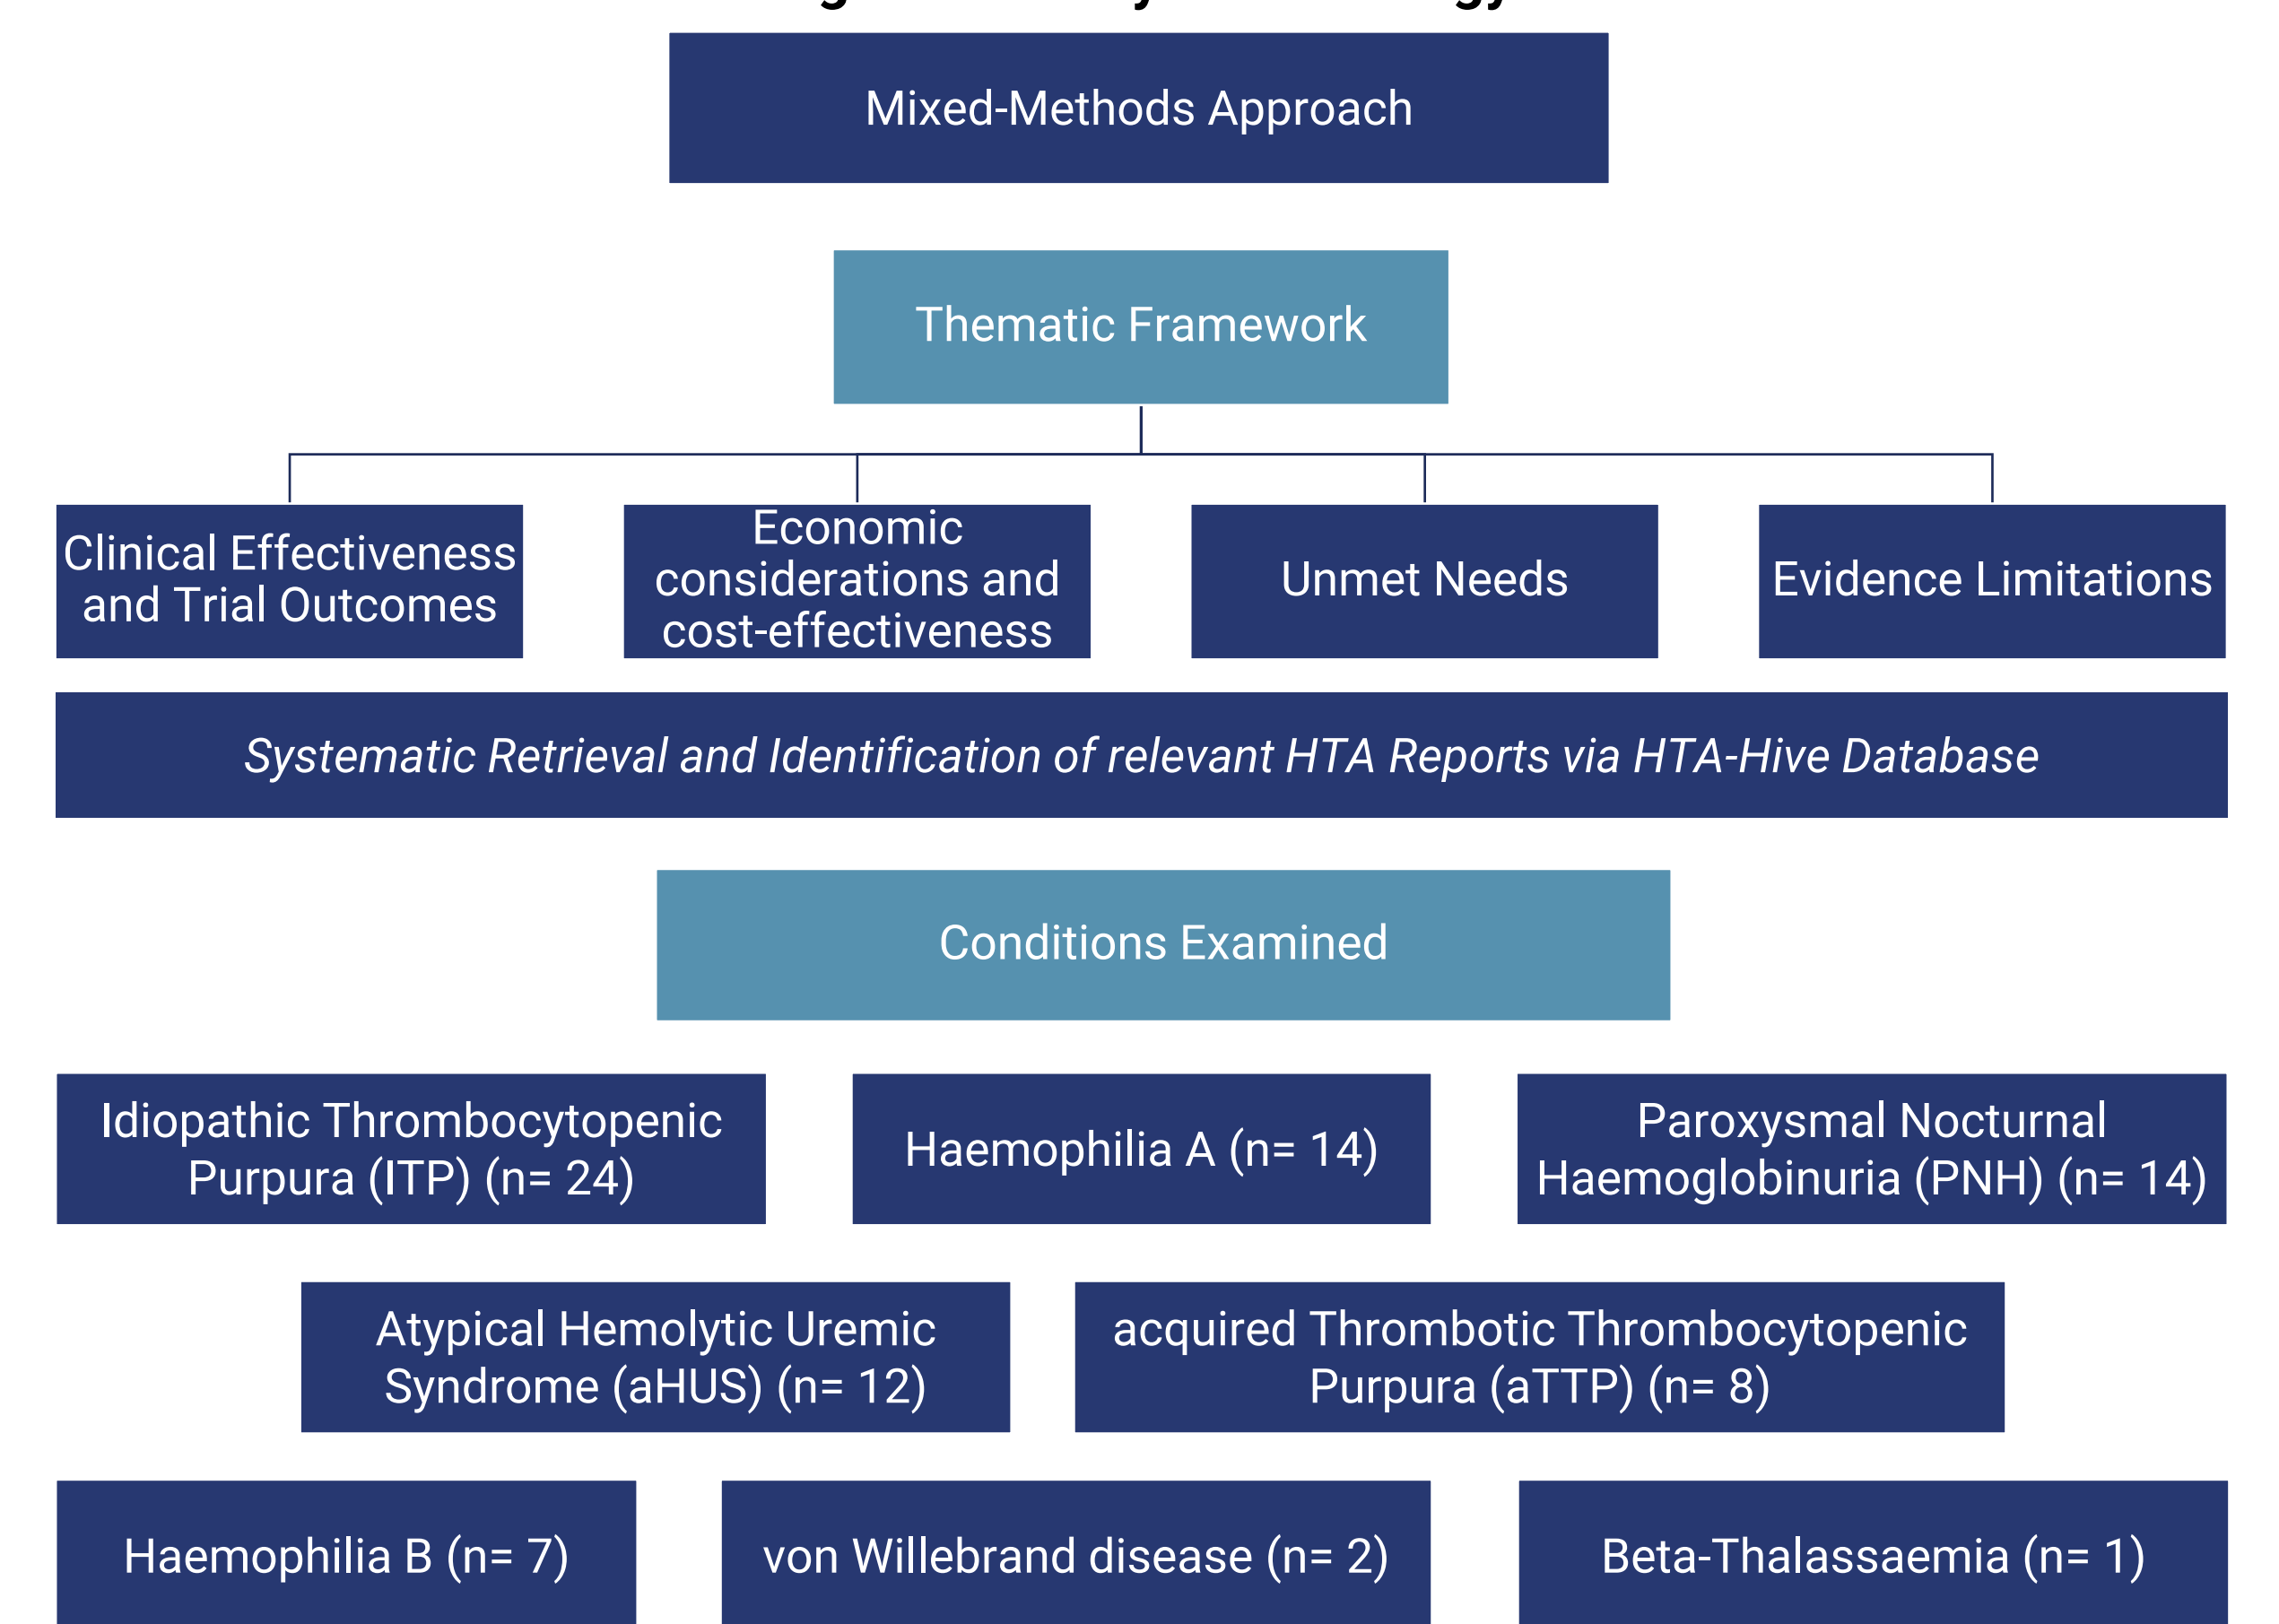 Mixed-Methods Approach
Thematic Framework
Clinical Effectiveness
and Trial Outcomes
Economic
considerations and
cost-effectiveness
Unmet Needs
Evidence Limitations
Systematic Retrieval and Identification of relevant HTA Reports via HTA-Hive Database
Conditions Examined
Idiopathic Thrombocytopenic
Purpura (ITP) (n= 24)
Haemophilia A (n= 14)
Paroxysmal Nocturnal
Haemoglobinuria (PNH) (n= 14)
Atypical Hemolytic Uremic
Syndrome (aHUS) (n= 12)
acquired Thrombotic Thrombocytopenic
Purpura (aTTP) (n= 8)
Haemophilia B (n= 7)
von Willebrand disease (n= 2)
Beta-Thalassaemia (n= 1)